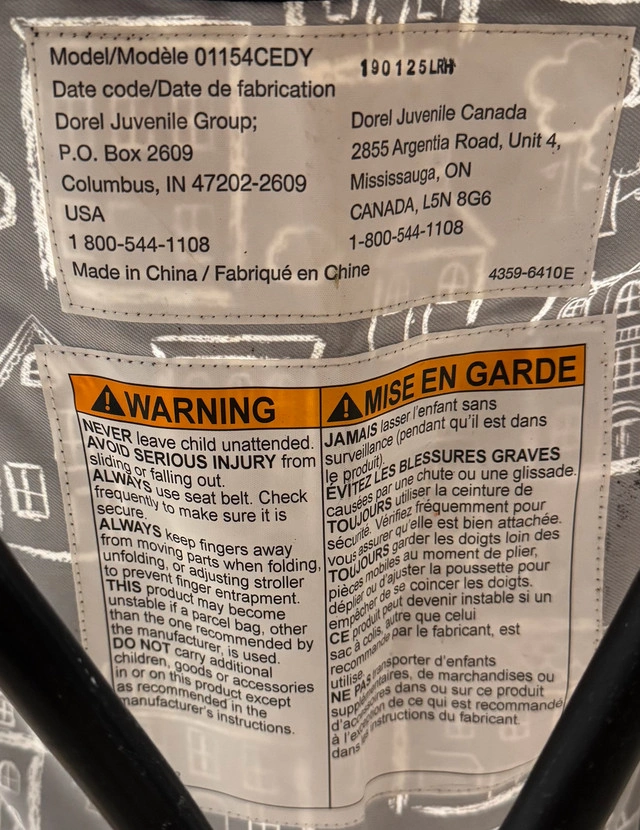 Model/Modèle 01154CEDY
190125LRH
Date code/Date de fabrication
Dorel Juvenile Group;
P.O. Box 2609
Columbus, IN 47202-2609
USA
1 800-544-1108
Dorel Juvenile Canada
2855 Argentia Road, Unit 4,
Mississauga, ON
CANADA, L5N 8G6
1-800-544-1108
Made in China / Fabriqué en Chine
4359-6410E
WARNING
NEVER leave child unattended.
AVOID SERIOUS INJURY from
sliding or falling out.
ALWAYS use seat belt. Check
frequently to make sure it is
secure.
ALWAYS keep fingers away
from moving parts when folding,
unfolding, or adjusting stroller
to prevent finger entrapment.
THIS product may become
unstable if a parcel bag, other
than the one recommended by
the manufacturer, is used.
DO NOT carry additional
children, goods or accessories
in or on this product except
as recommended in the
manufacturer's instructions.
MISE EN GARDE
JAMAIS lasser l'enfant sans
surveillance (pendant qu'il est dans
le produit).
ÉVITEZ LES BLESSURES GRAVES
causées par une chute ou une glissade.
TOUJOURS utiliser la ceinture de
sécurité. Vérifiez fréquemment pour
vous assurer qu'elle est bien attachée.
TOUJOURS garder les doigts loin des
pièces mobiles au moment de plier,
déplier ou d'ajuster la poussette pour
empêcher de se coincer les doigts.
CE produit peut devenir instable si un
sac à colis, autre que celui
recommandé par le fabricant, est
utilisé.
NE PAS transporter d'enfants
supplémentaires, de marchandises ou
d'accessoires dans ou sur ce produit
à l'exception de ce qui est recommandé
dans les instructions du fabricant.